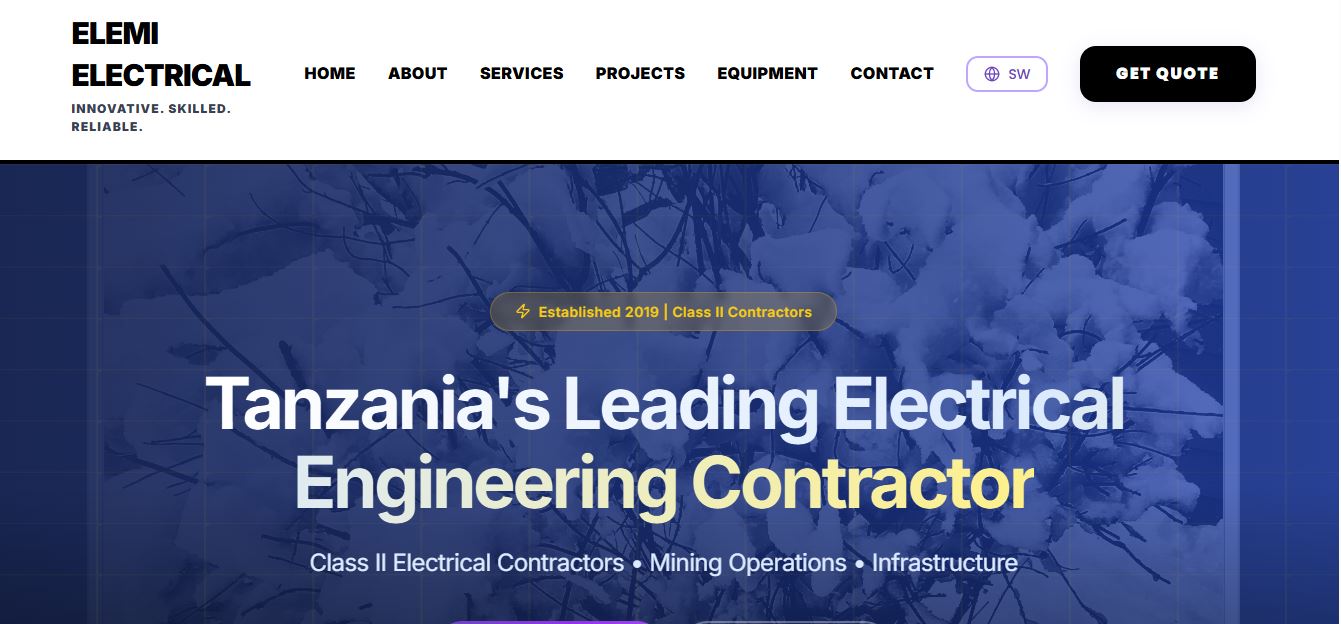 ELEMI
ELECTRICAL
INNOVATIVE. SKILLED.
RELIABLE.
HOME
ABOUT
SERVICES
PROJECTS
EQUIPMENT
CONTACT
SW
GET QUOTE
Established 2019 | Class II Contractors
Tanzania's Leading Electrical
Engineering Contractor
Class II Electrical Contractors • Mining Operations • Infrastructure